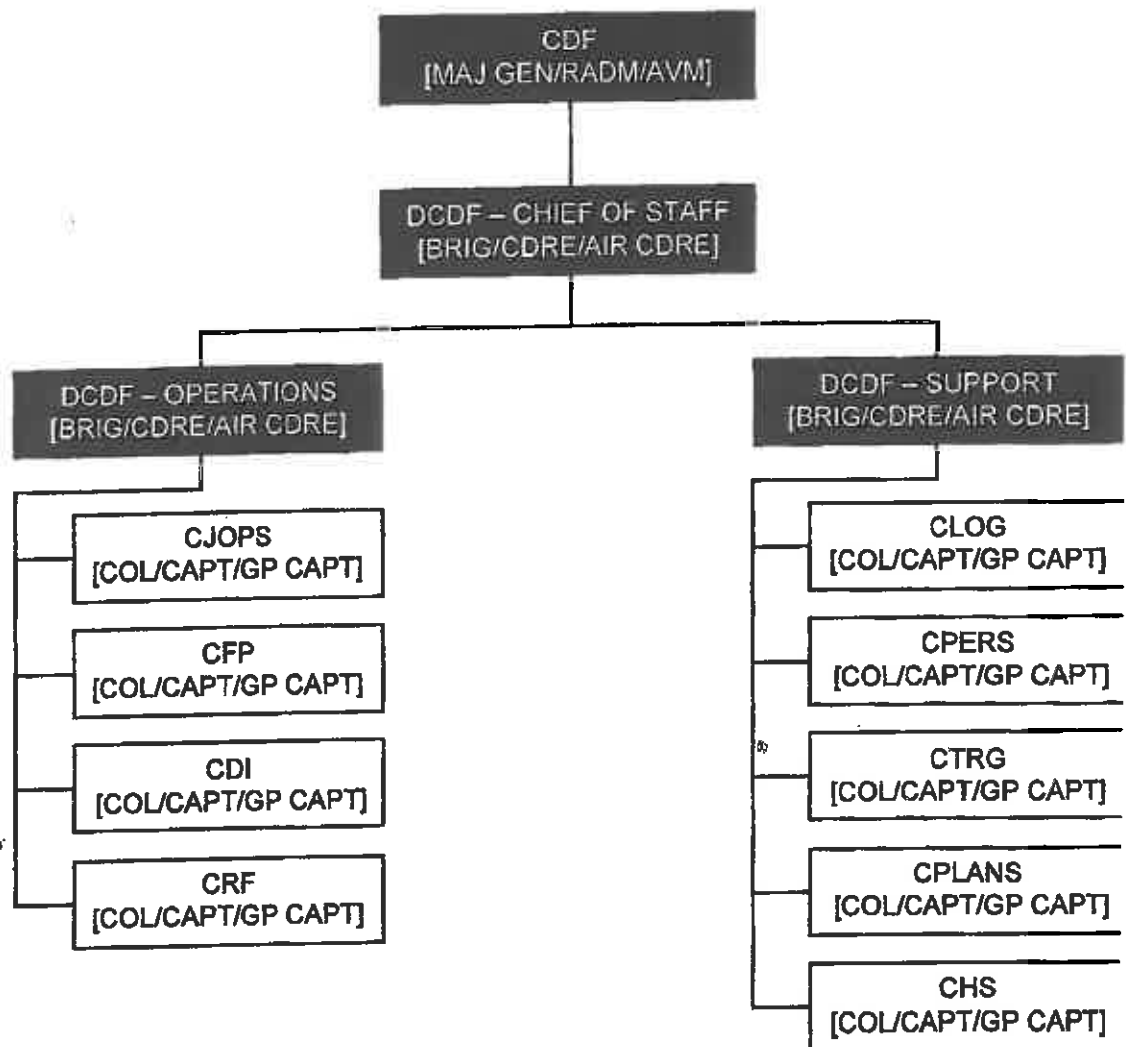 CDF
[MAJ GEN/RADM/AVM]
DCDF – CHIEF OF STAFF
[BRIG/CDRE/AIR CDRE]
DCDF – OPERATIONS
[BRIG/CDRE/AIR CDRE]
CJOPS
[COL/CAPT/GP CAPT]
CFP
[COL/CAPT/GP CAPT]
CDI
[COL/CAPT/GP CAPT]
CRF
[COL/CAPT/GP CAPT]
DCDF – SUPPORT
[BRIG/CDRE/AIR CDRE]
CLOG
[COL/CAPT/GP CAPT]
CPERS
[COL/CAPT/GP CAPT]
CTRG
[COL/CAPT/GP CAPT]
CPLANS
[COL/CAPT/GP CAPT]
CHS
[COL/CAPT/GP CAPT]